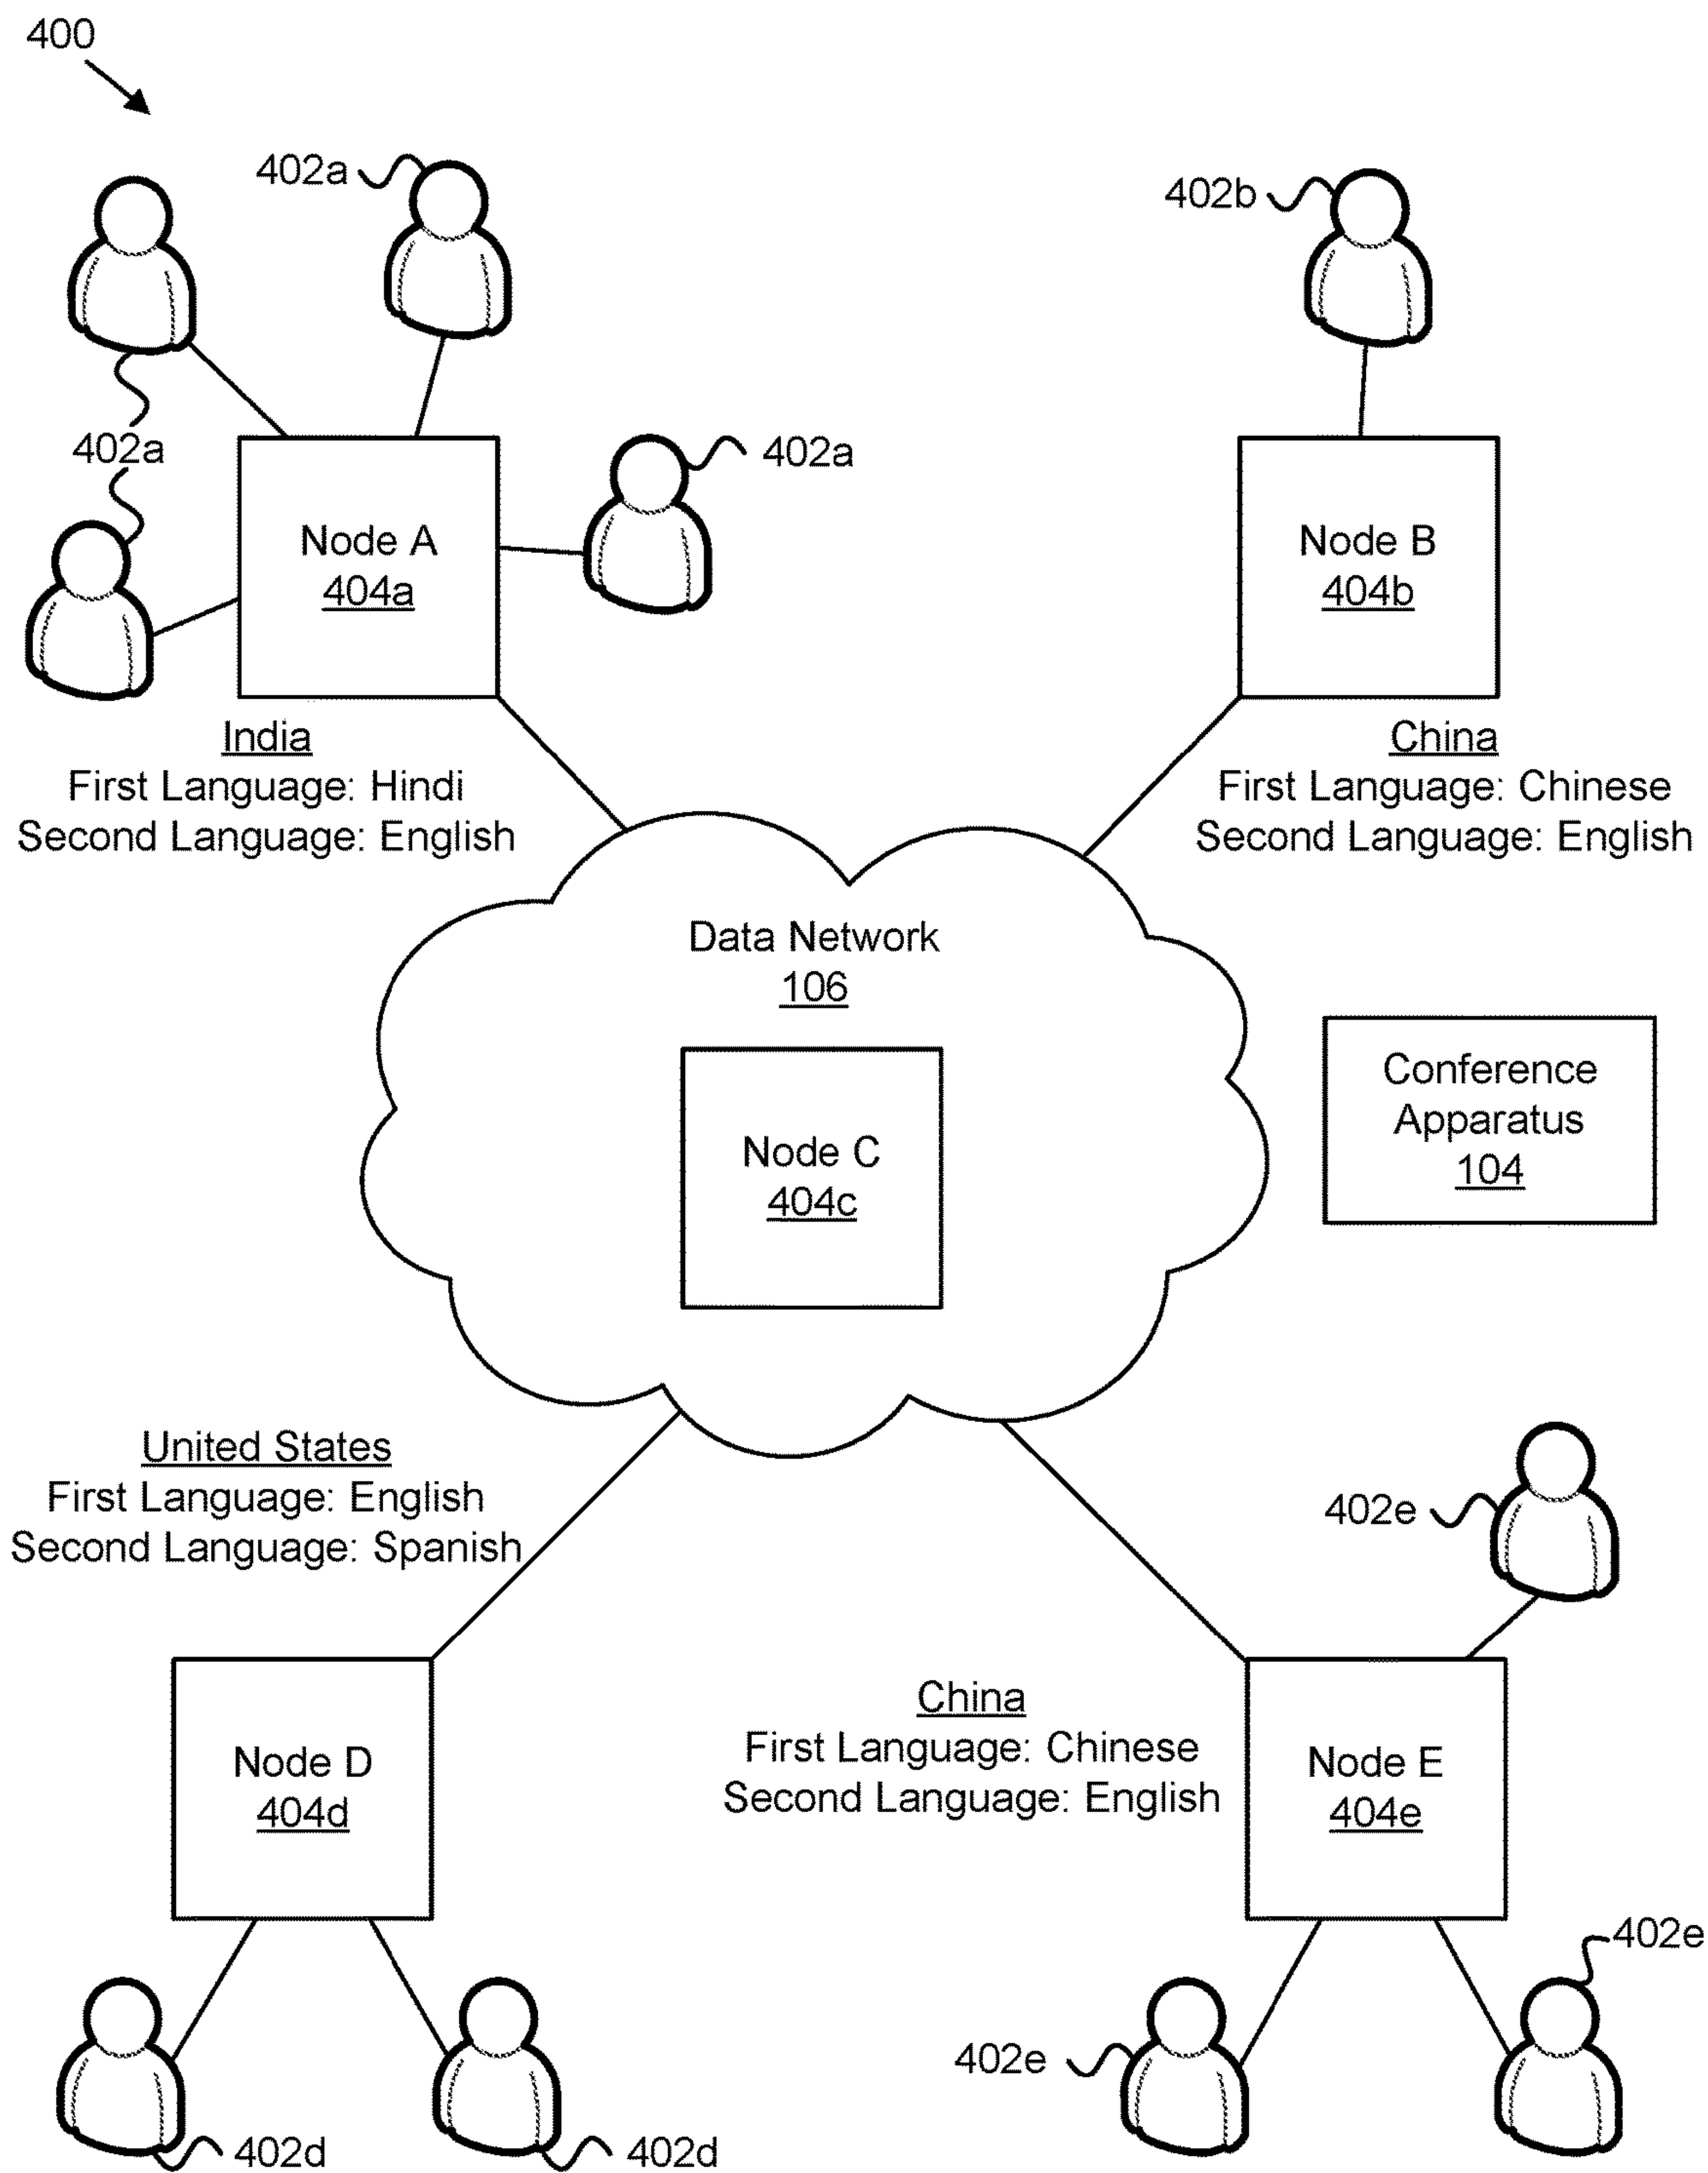 400
402a
402b
402a
402a
Node A
404a
Node B
404b
India
First Language: Hindi
Second Language: English
China
First Language: Chinese
Second Language: English
Data Network
106
Conference
Apparatus
104
Node C
404c
United States
First Language: English
Second Language: Spanish
402e
China
First Language: Chinese
Second Language: English
Node D
404d
Node E
404e
402e
402e
402d
402d